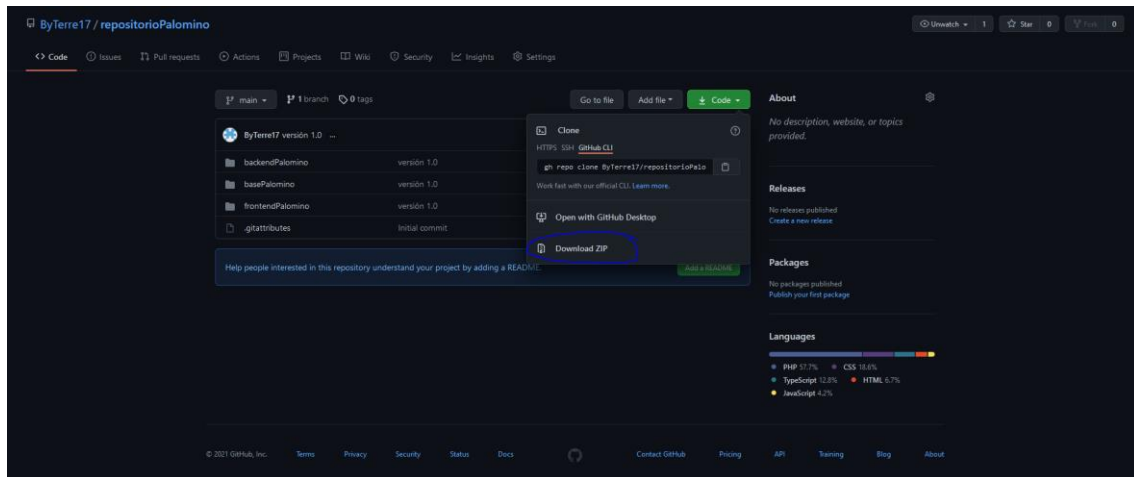 ByTerre17 / repositorioPalomino
Unwatch 1 Star 0 Fork 0
Code Issues Pull requests Actions Projects Wiki Security Insights Settings
main 1 branch 0 tags Go to file Add file Code
ByTerre17 versión 1.0 ...
backendPalomino versión 1.0
basePalomino versión 1.0
frontendPalomino versión 1.0
.gitattributes Initial commit
Help people interested in this repository understand your project by adding a README. Add a README
Clone
HTTPS SSH GitHub CLI
gh repo clone ByTerre17/repositorioPalo
Work fast with our official CLI. Learn more.
Open with GitHub Desktop
Download ZIP
About
No description, website, or topics
provided.
Releases
No releases published
Create a new release
Packages
No packages published
Publish your first package
Languages
PHP 57.7% CSS 18.6%
TypeScript 12.8% HTML 6.7%
JavaScript 4.2%
© 2021 GitHub, Inc. Terms Privacy Security Status Docs Contact GitHub Pricing API Training Blog About